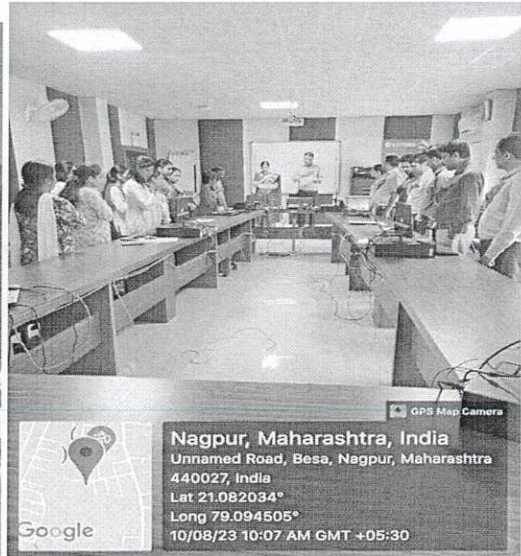 GPS Map Camera
Nagpur, Maharashtra, India
Unnamed Road, Besa, Nagpur, Maharashtra
440027, India
Lat 21.082034°
Long 79.094505°
10/08/23 10:07 AM GMT +05:30
Google